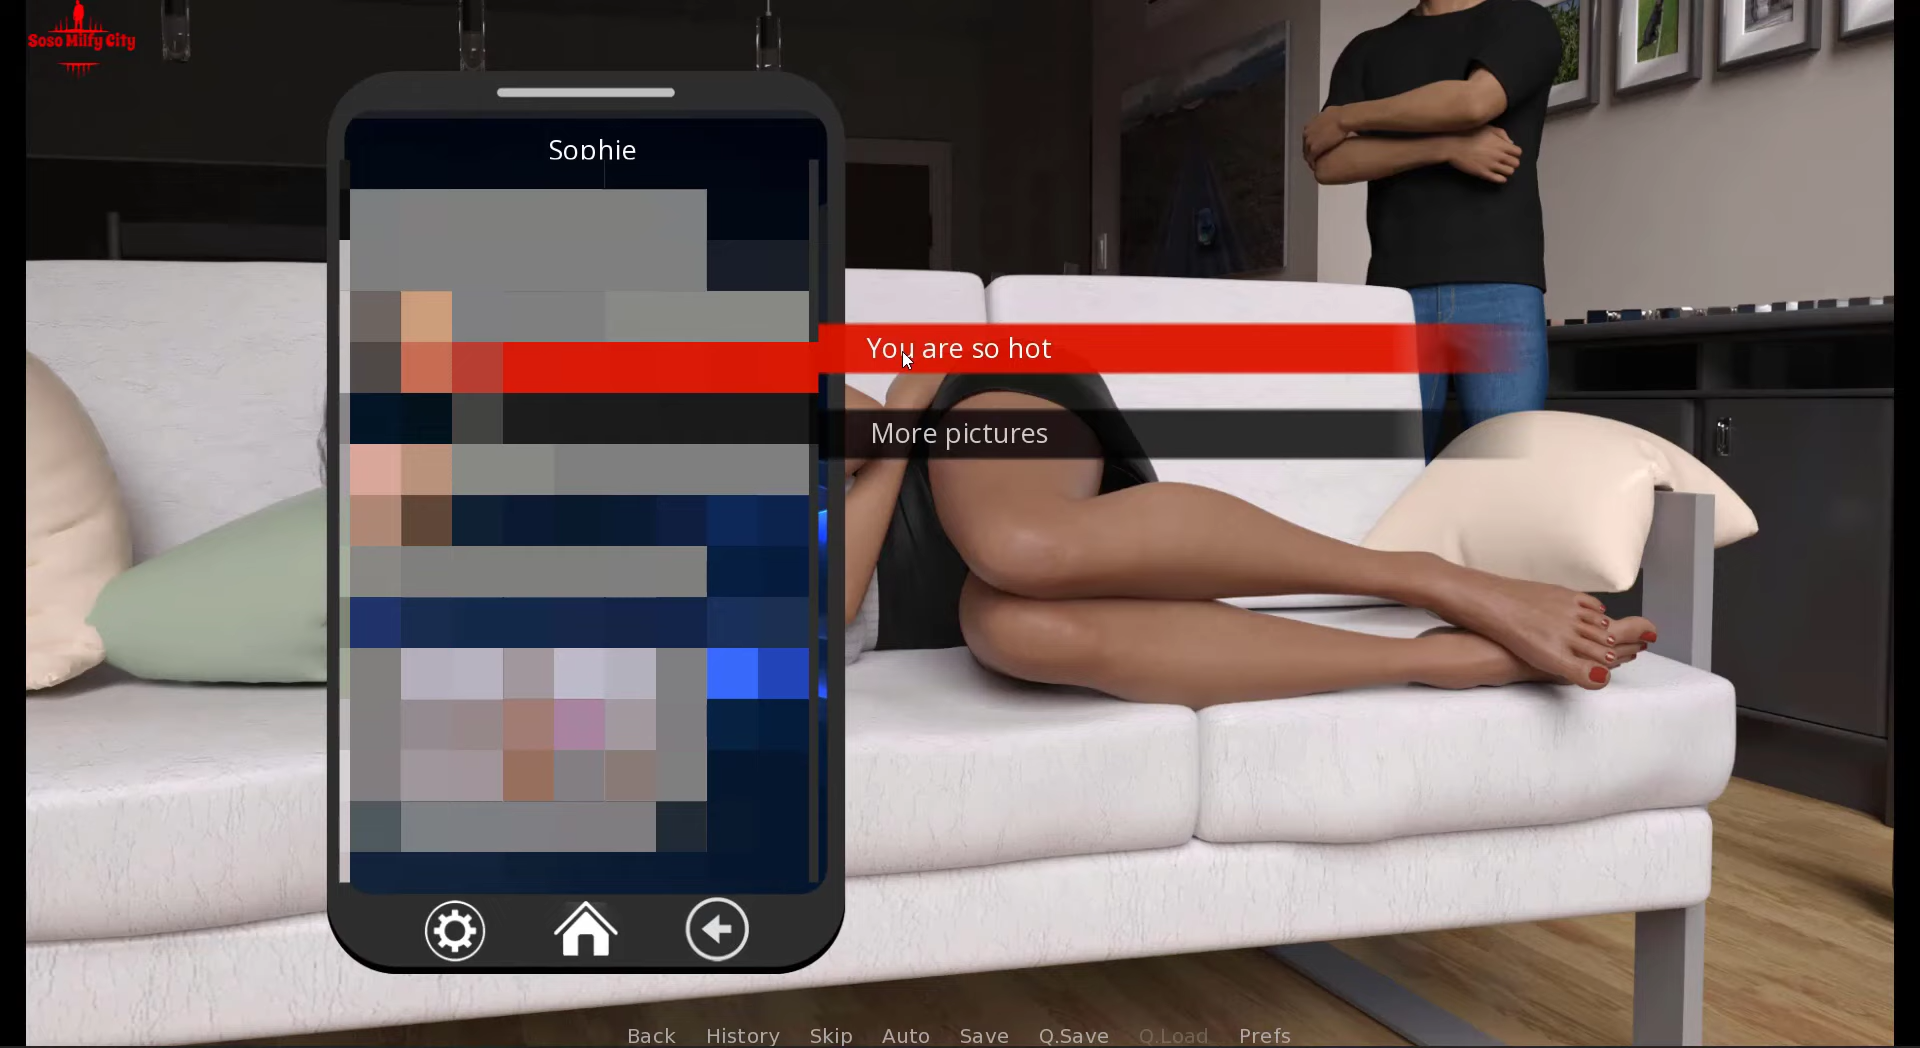 Soso Milfy City
Sophie
You are so hot
More pictures
Back History Skip Auto Save Q.Save Q.Load Prefs